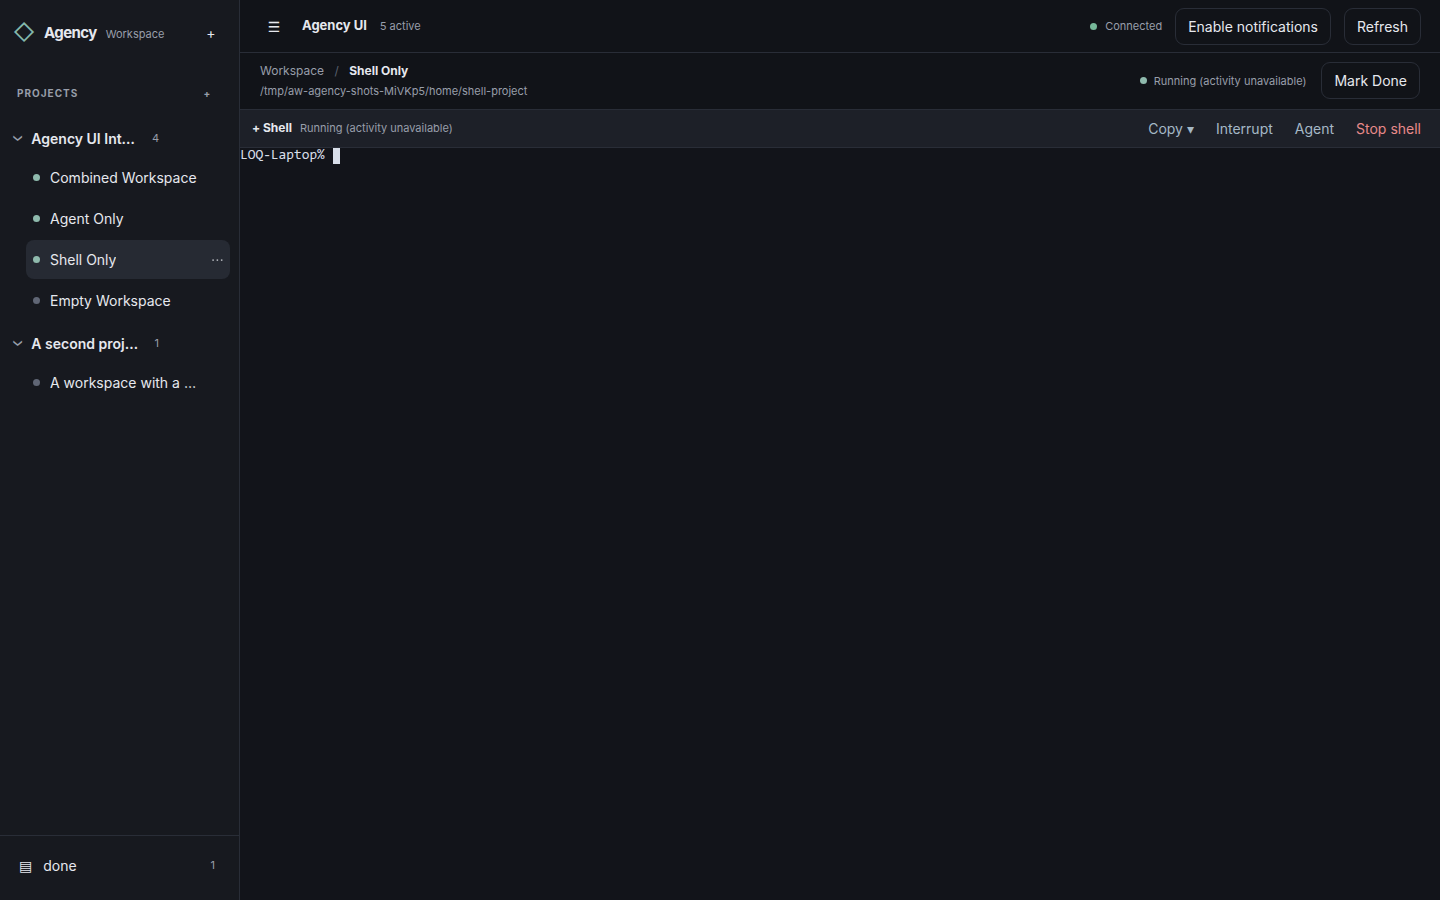 Agency Workspace +
PROJECTS +
Agency UI Int... 4
Combined Workspace
Agent Only
Shell Only ...
Empty Workspace
A second proj... 1
A workspace with a ...
done 1
☰ Agency UI 5 active
Connected Enable notifications Refresh
Workspace / Shell Only
/tmp/aw-agency-shots-MiVKp5/home/shell-project
Running (activity unavailable) Mark Done
+ Shell Running (activity unavailable)
Copy ▾ Interrupt Agent Stop shell
LOQ-Laptop%